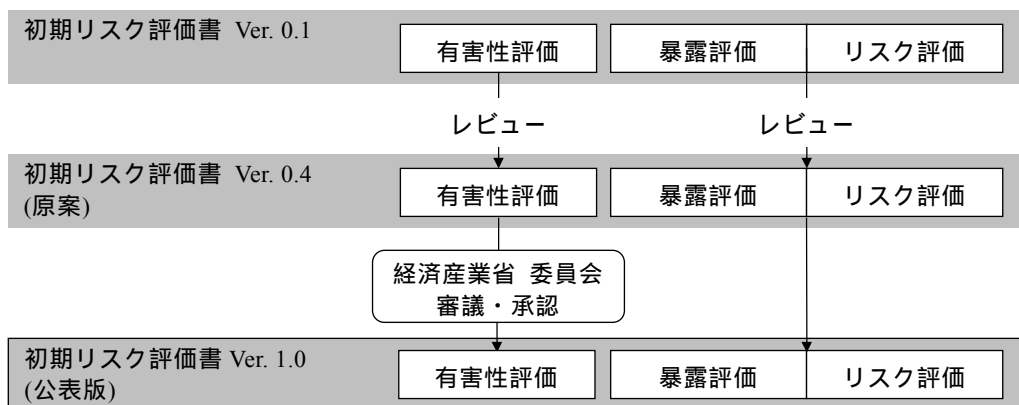 初期リスク評価書 Ver. 0.1
有害性評価 暴露評価 リスク評価
レビュー レビュー
初期リスク評価書 Ver. 0.4
(原案)
有害性評価 暴露評価 リスク評価
経済産業省 委員会
審議・承認
初期リスク評価書 Ver. 1.0
(公表版)
有害性評価 暴露評価 リスク評価